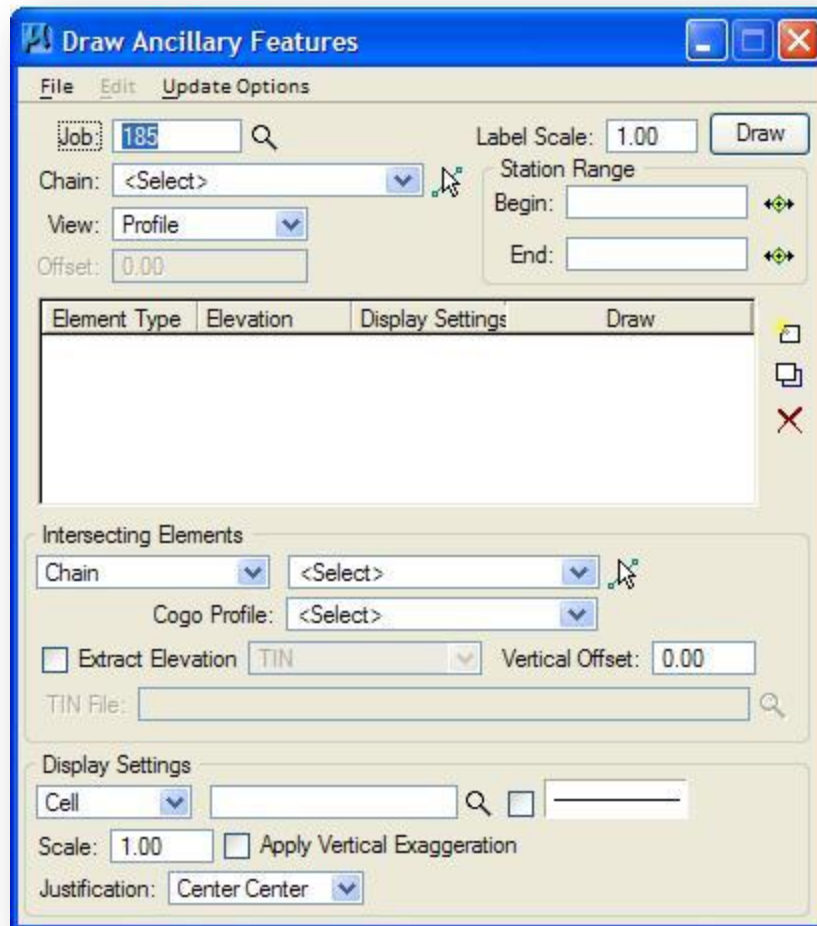 Draw Ancillary Features
File Edit Update Options
Job: 185 Label Scale: 1.00 Draw
Chain: <Select> Station Range
Begin:
View: Profile
End:
Offset: 0.00
Element Type Elevation Display Settings Draw
Intersecting Elements
Chain <Select>
Cogo Profile: <Select>
Extract Elevation TIN Vertical Offset: 0.00
TIN File:
Display Settings
Cell
Scale: 1.00 Apply Vertical Exaggeration
Justification: Center Center